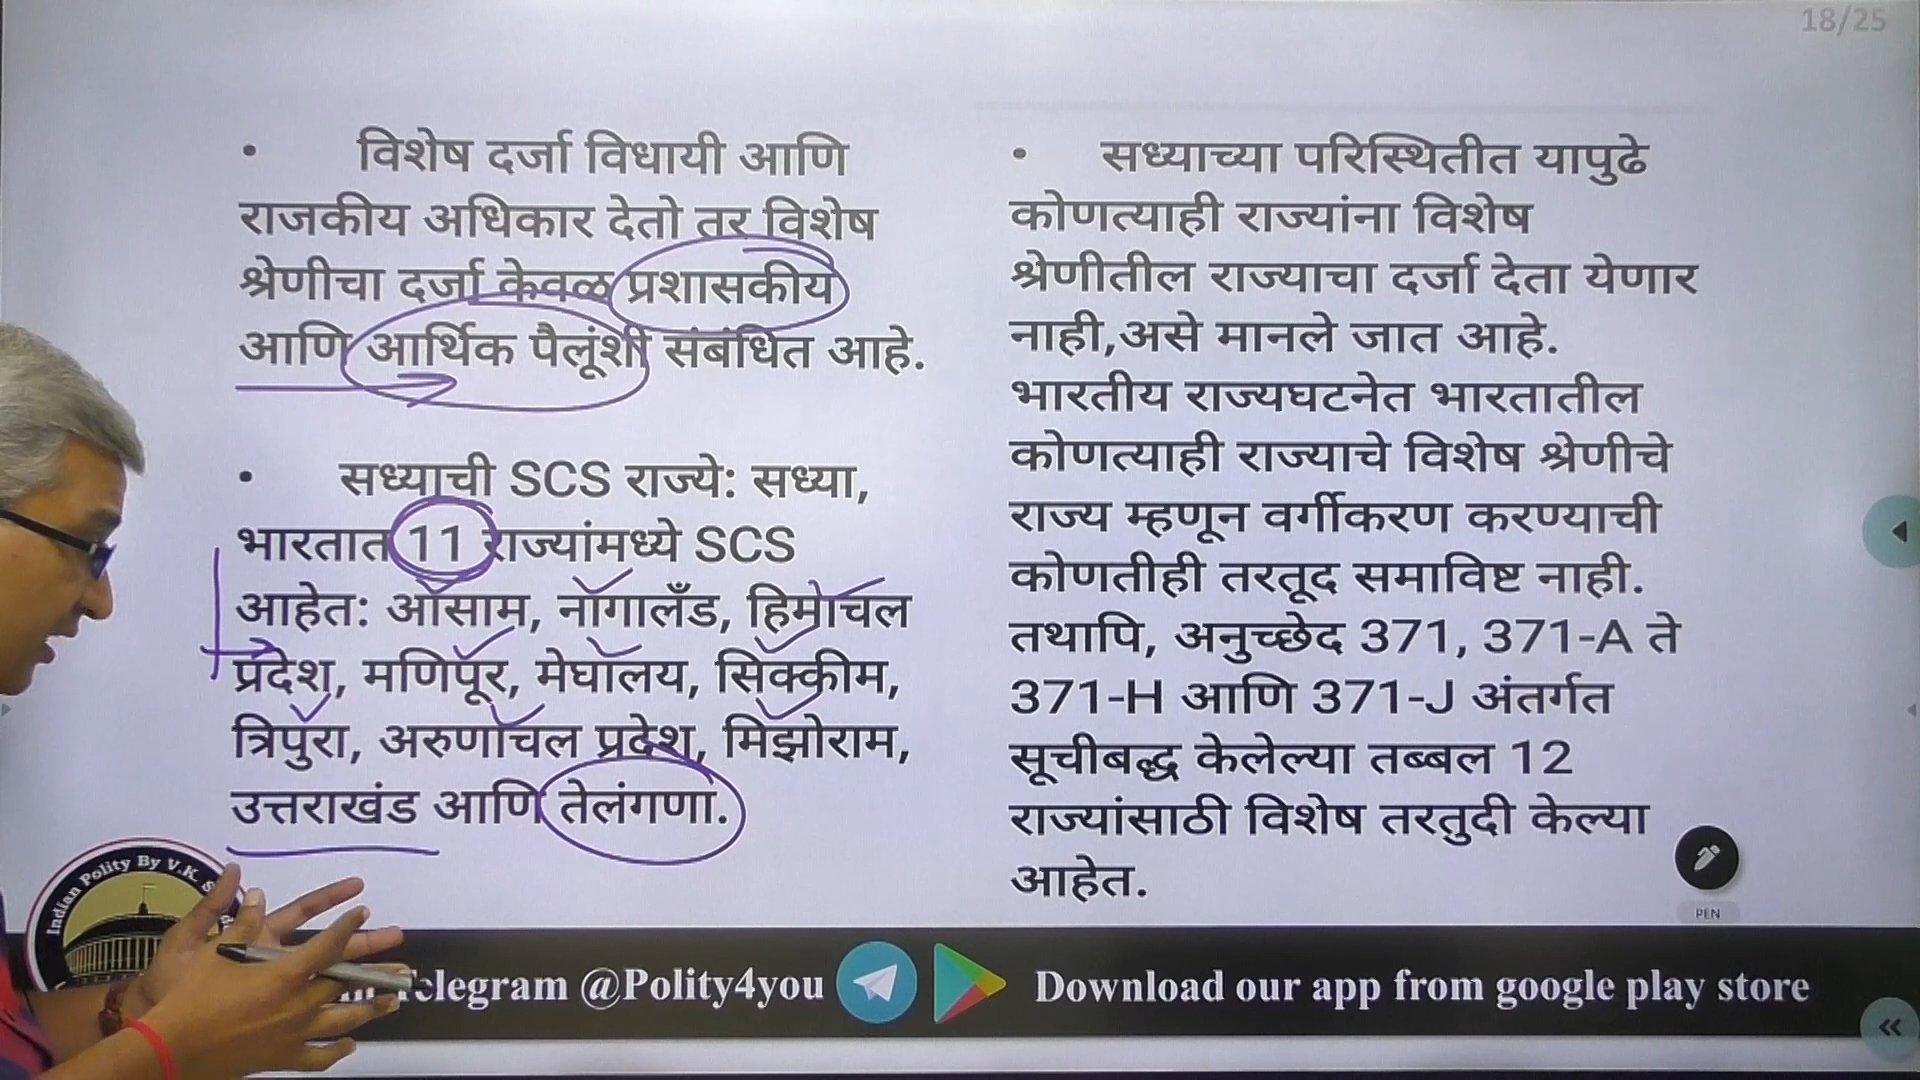 18/25
• विशेष दर्जा विधायी आणि
राजकीय अधिकार देतो तर विशेष
श्रेणीचा दर्जा केवळ प्रशासकीय
आणि आर्थिक पैलूंशी संबंधित आहे.
• सध्याची SCS राज्ये: सध्या,
भारतात 11 राज्यांमध्ये SCS
आहेत: आसाम, नागालँड, हिमाचल
प्रदेश, मणिपूर, मेघालय, सिक्कीम,
त्रिपुरा, अरुणाचल प्रदेश, मिझोराम,
उत्तराखंड आणि तेलंगणा.
• सध्याच्या परिस्थितीत यापुढे
कोणत्याही राज्यांना विशेष
श्रेणीतील राज्याचा दर्जा देता येणार
नाही,असे मानले जात आहे.
भारतीय राज्यघटनेत भारतातील
कोणत्याही राज्याचे विशेष श्रेणीचे
राज्य म्हणून वर्गीकरण करण्याची
कोणतीही तरतूद समाविष्ट नाही.
तथापि, अनुच्छेद 371, 371-A ते
371-H आणि 371-J अंतर्गत
सूचीबद्ध केलेल्या तब्बल 12
राज्यांसाठी विशेष तरतुदी केल्या
आहेत.
PEN
Indian Polity By V.K.
Telegram @Polity4you
Download our app from google play store